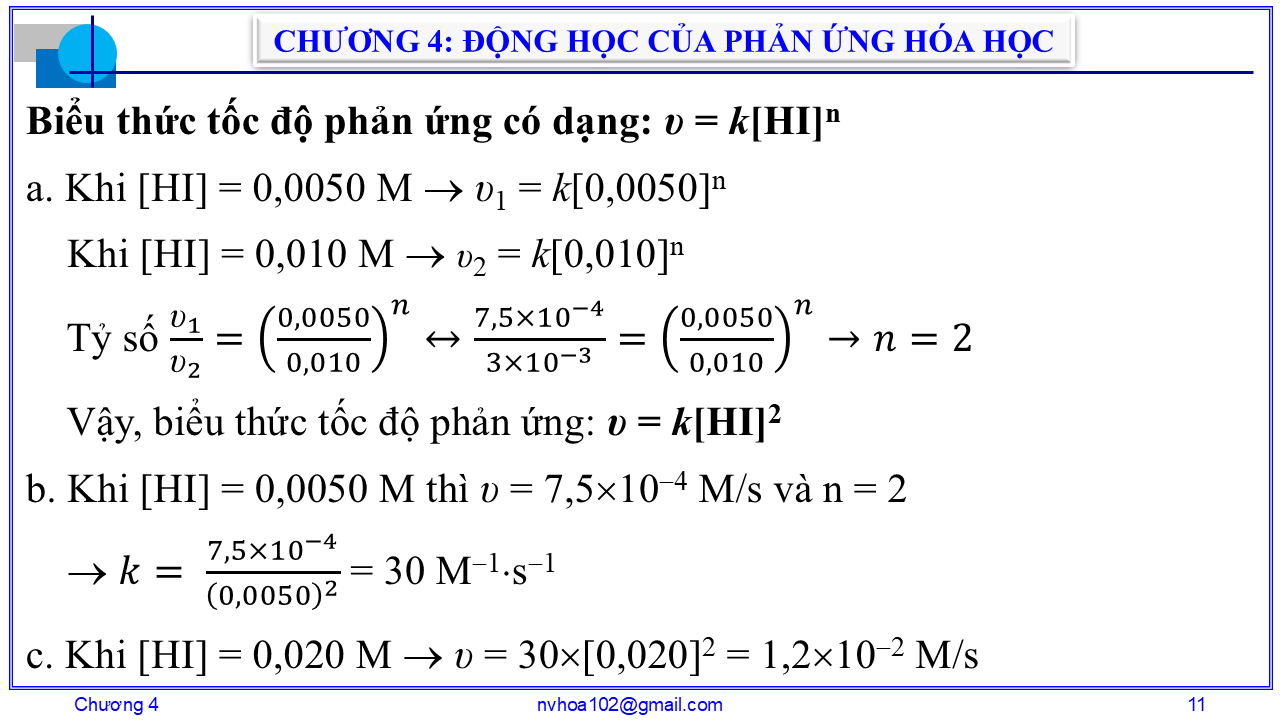 CHƯƠNG 4: ĐỘNG HỌC CỦA PHẢN ỨNG HÓA HỌC
Biểu thức tốc độ phản ứng có dạng: υ = k[HI]ⁿ
a. Khi [HI] = 0,0050 M → υ₁ = k[0,0050]ⁿ
Khi [HI] = 0,010 M → υ₂ = k[0,010]ⁿ
Tỷ số υ₁/υ₂ = (0,0050/0,010)ⁿ ↔ 7,5×10⁻⁴/3×10⁻³ = (0,0050/0,010)ⁿ → n = 2
Vậy, biểu thức tốc độ phản ứng: υ = k[HI]²
b. Khi [HI] = 0,0050 M thì υ = 7,5×10⁻⁴ M/s và n = 2
→ k = 7,5×10⁻⁴/(0,0050)² = 30 M⁻¹·s⁻¹
c. Khi [HI] = 0,020 M → υ = 30×[0,020]² = 1,2×10⁻² M/s
Chương 4 nvhoa102@gmail.com 11